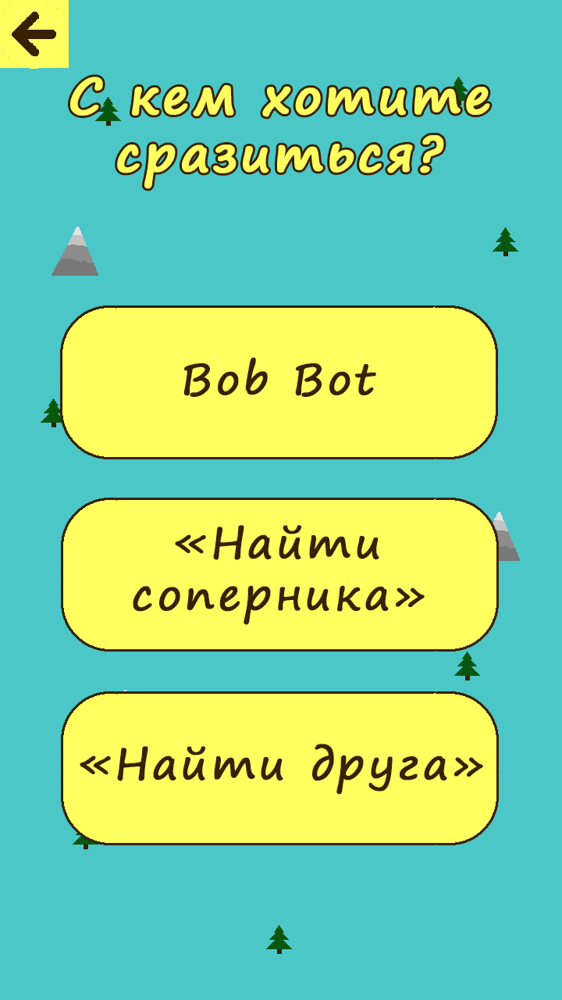 С кем хотите
сразиться?
Bob Bot
«Найти
соперника»
«Найти друга»